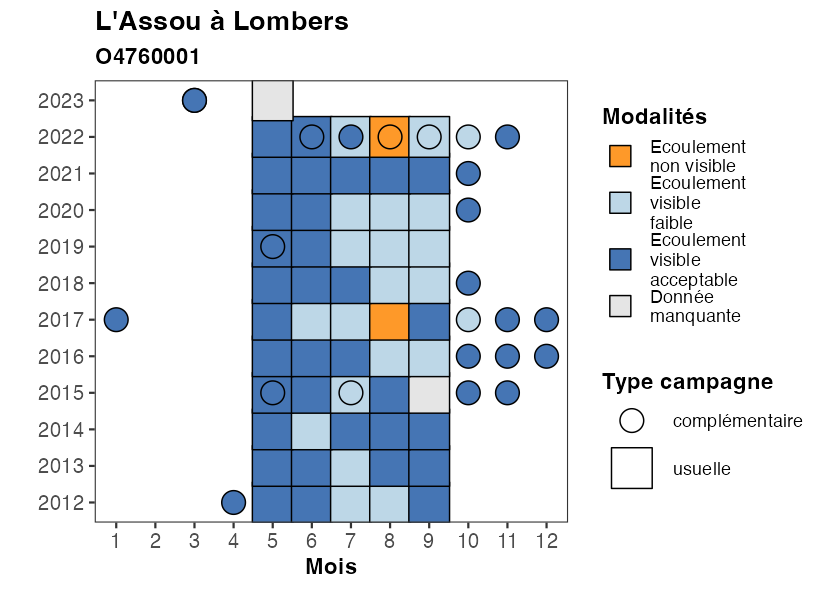 L'Assou à Lombers
O4760001
2023
2022
2021
2020
2019
2018
2017
2016
2015
2014
2013
2012
1 2 3 4 5 6 7 8 9 10 11 12
Mois
Modalités
Ecoulement
non visible
Ecoulement
visible
faible
Ecoulement
visible
acceptable
Donnée
manquante
Type campagne
complémentaire
usuelle